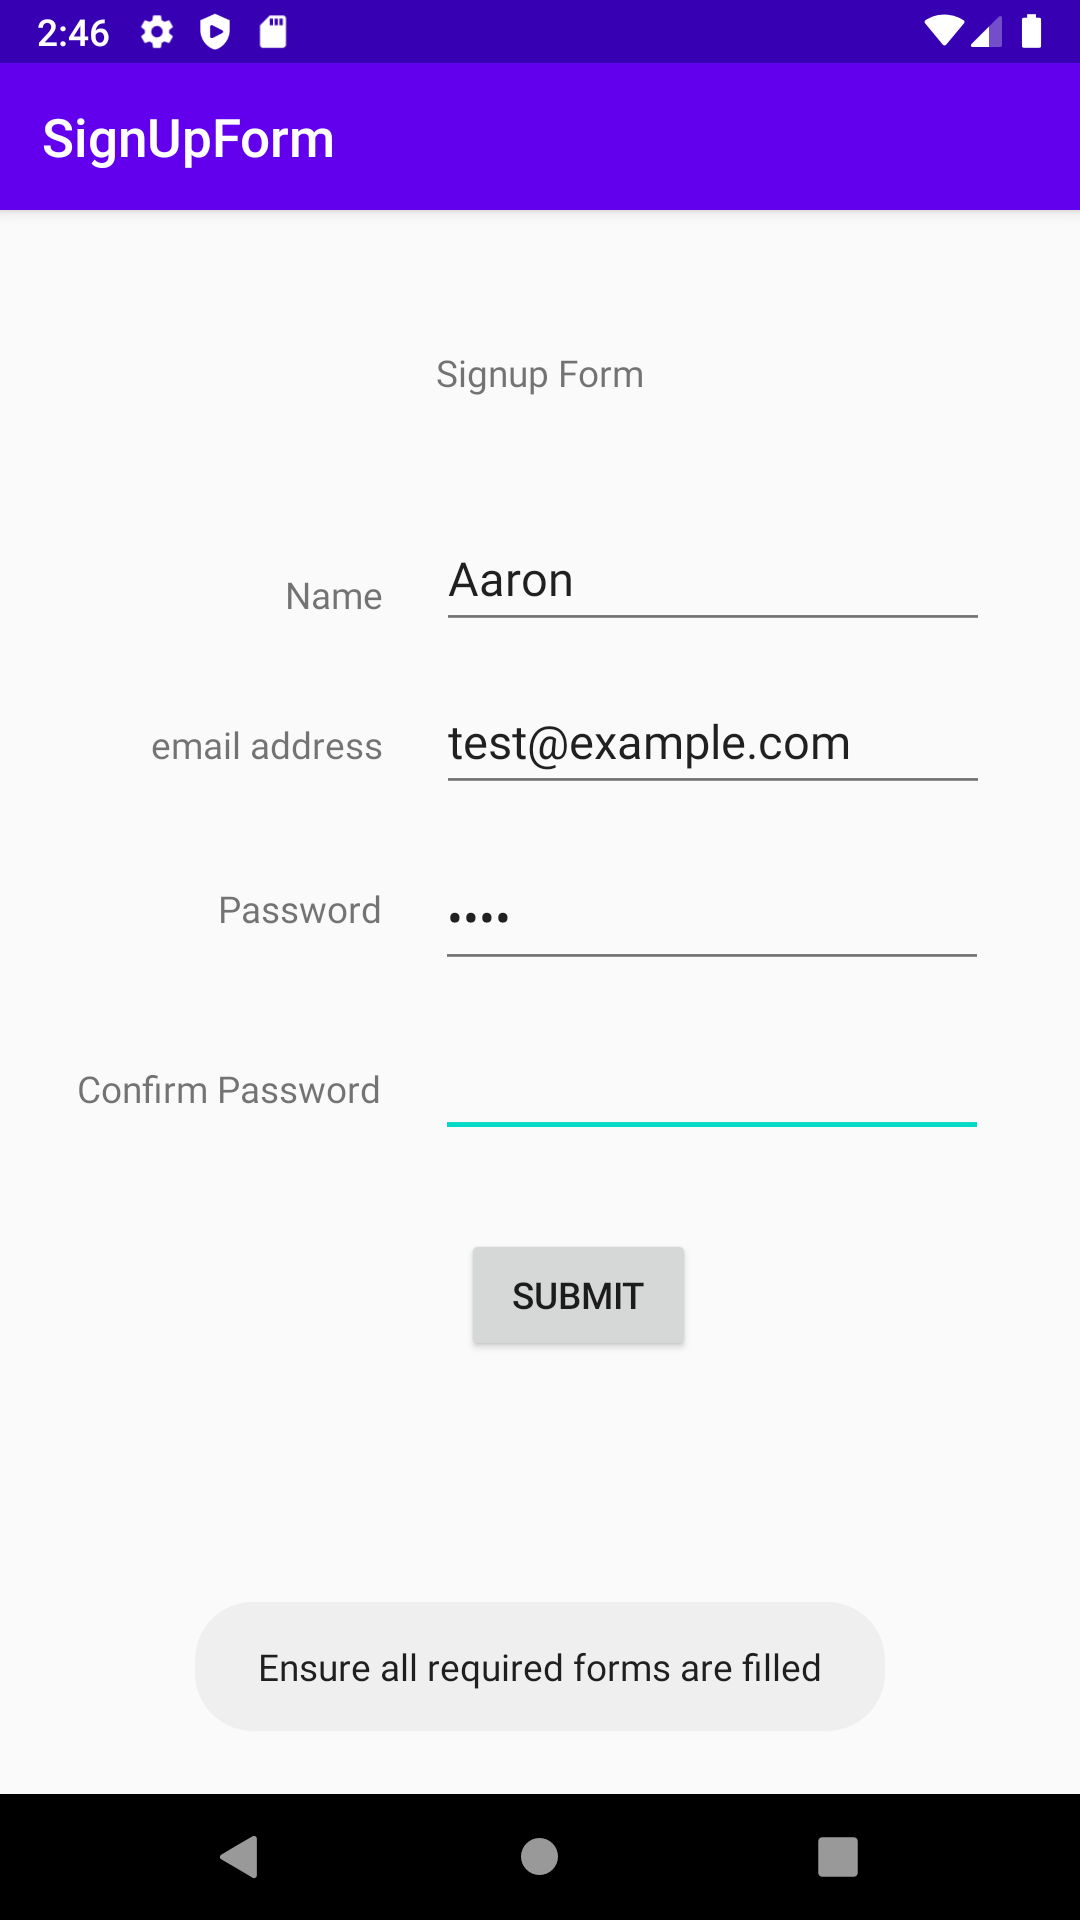 2:46
SignUpForm
Signup Form
Name
Aaron
email address
test@example.com
Password
••••
Confirm Password
SUBMIT
Ensure all required forms are filled